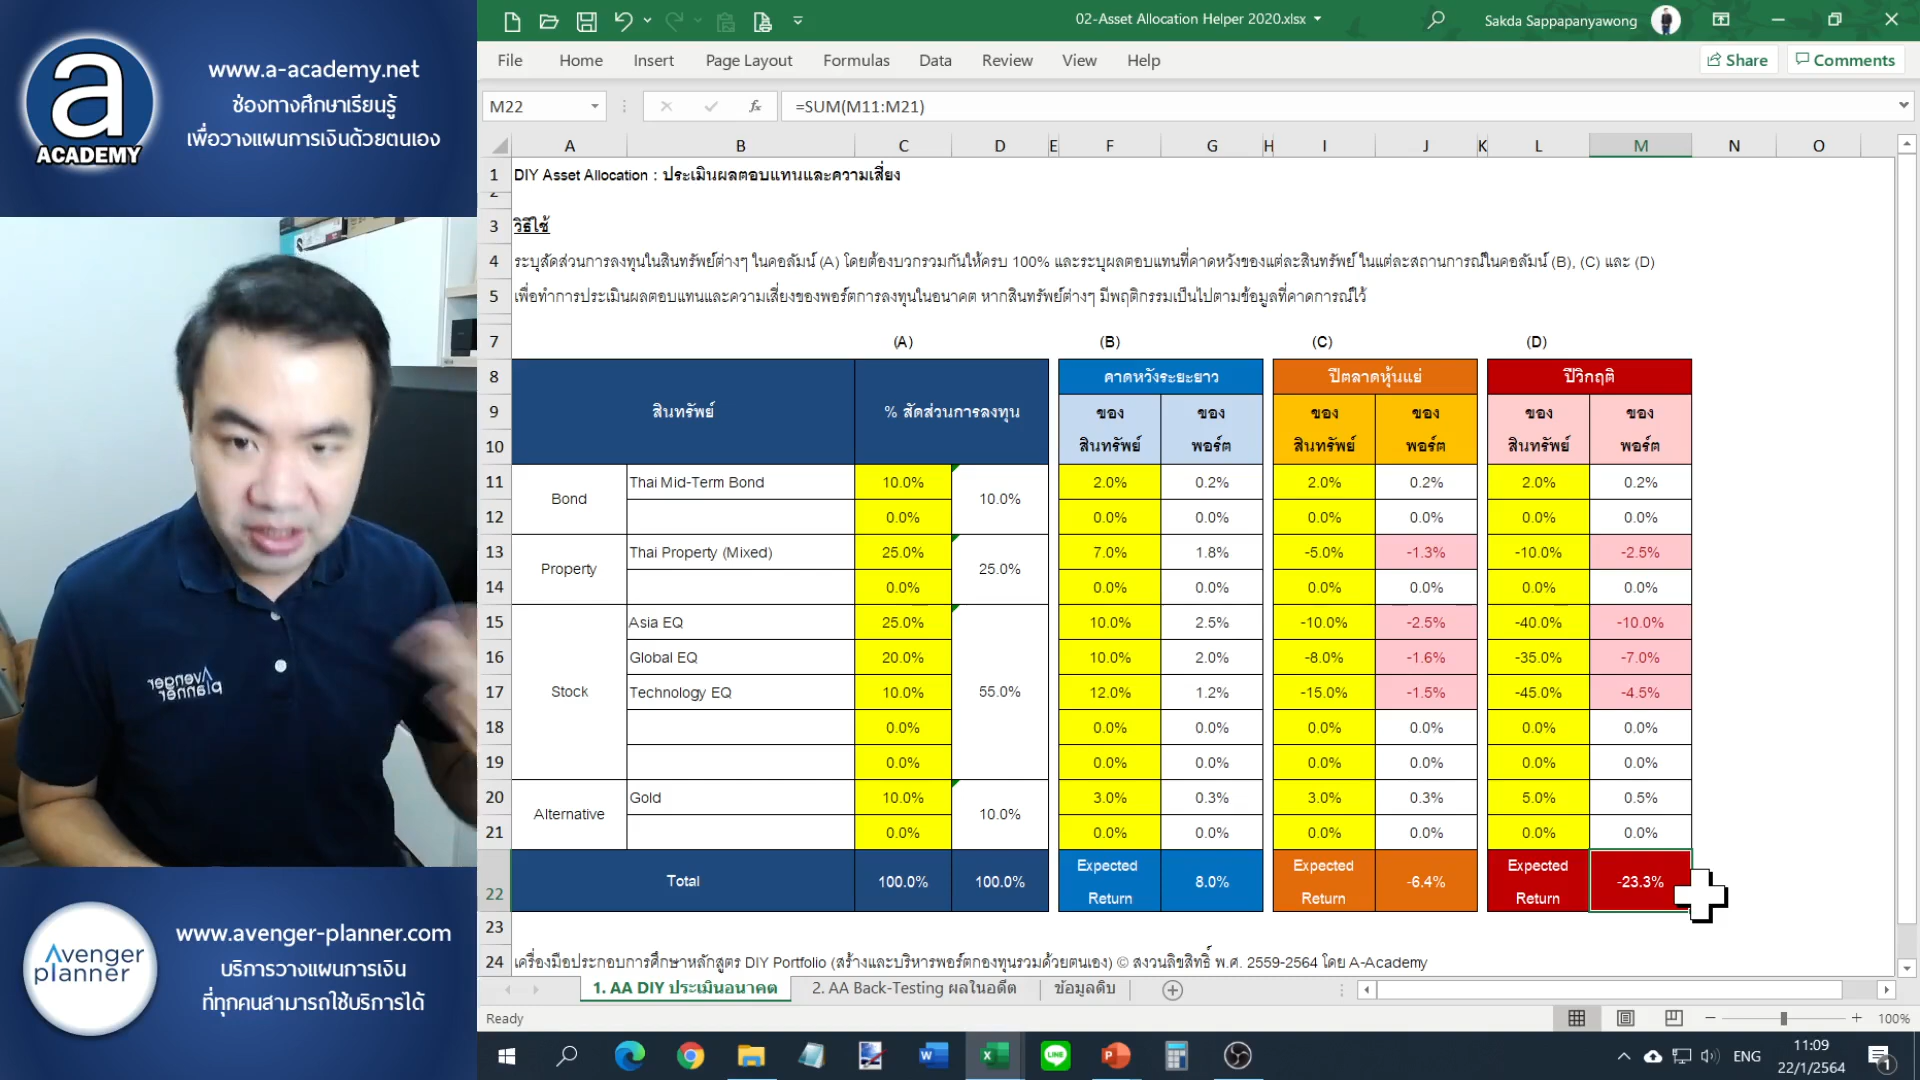 a
ACADEMY
www.a-academy.net
ช่องทางศึกษาเรียนรู้
เพื่อวางแผนการเงินด้วยตนเอง
Avenger
planner
Avenger
planner
www.avenger-planner.com
บริการวางแผนการเงิน
ที่ทุกคนสามารถใช้บริการได้
02-Asset Allocation Helper 2020.xlsx
Sakda Sappapanyawong
File Home Insert Page Layout Formulas Data Review View Help
Share Comments
M22 fx =SUM(M11:M21)
A B C D E F G H I J K L M N O
1 DIY Asset Allocation : ประเมินผลตอบแทนและความเสี่ยง
2
3 วิธีใช้
4 ระบุสัดส่วนการลงทุนในสินทรัพย์ต่างๆ ในคอลัมน์ (A) โดยต้องบวกรวมกันให้ครบ 100% และระบุผลตอบแทนที่คาดหวังของแต่ละสินทรัพย์ ในแต่ละสถานการณ์ในคอลัมน์ (B), (C) และ (D)
5 เพื่อทำการประเมินผลตอบแทนและความเสี่ยงของพอร์ตการลงทุนในอนาคต หากสินทรัพย์ต่างๆ มีพฤติกรรมเป็นไปตามข้อมูลที่คาดการณ์ไว้
7 (A) (B) (C) (D)
8 คาดหวังระยะยาว ปีตลาดหุ้นแย่ ปีวิกฤติ
9 สินทรัพย์ % สัดส่วนการลงทุน ของ ของ ของ ของ ของ ของ
10 สินทรัพย์ พอร์ต สินทรัพย์ พอร์ต สินทรัพย์ พอร์ต
11 Thai Mid-Term Bond 10.0% 2.0% 0.2% 2.0% 0.2% 2.0% 0.2%
Bond 10.0%
12 0.0% 0.0% 0.0% 0.0% 0.0% 0.0% 0.0%
13 Thai Property (Mixed) 25.0% 7.0% 1.8% -5.0% -1.3% -10.0% -2.5%
Property 25.0%
14 0.0% 0.0% 0.0% 0.0% 0.0% 0.0% 0.0%
15 Asia EQ 25.0% 10.0% 2.5% -10.0% -2.5% -40.0% -10.0%
16 Global EQ 20.0% 10.0% 2.0% -8.0% -1.6% -35.0% -7.0%
17 Stock Technology EQ 10.0% 55.0% 12.0% 1.2% -15.0% -1.5% -45.0% -4.5%
18 0.0% 0.0% 0.0% 0.0% 0.0% 0.0% 0.0%
19 0.0% 0.0% 0.0% 0.0% 0.0% 0.0% 0.0%
20 Gold 10.0% 3.0% 0.3% 3.0% 0.3% 5.0% 0.5%
Alternative 10.0%
21 0.0% 0.0% 0.0% 0.0% 0.0% 0.0% 0.0%
22 Total 100.0% 100.0% Expected Return 8.0% Expected Return -6.4% Expected Return -23.3%
23
24 เครื่องมือประกอบการศึกษาหลักสูตร DIY Portfolio (สร้างและบริหารพอร์ตกองทุนรวมด้วยตนเอง) © สงวนลิขสิทธิ์ พ.ศ. 2559-2564 โดย A-Academy
1. AA DIY ประเมินอนาคต 2. AA Back-Testing ผลในอดีต ข้อมูลดิบ
Ready 100%
ENG 11:09
22/1/2564 1